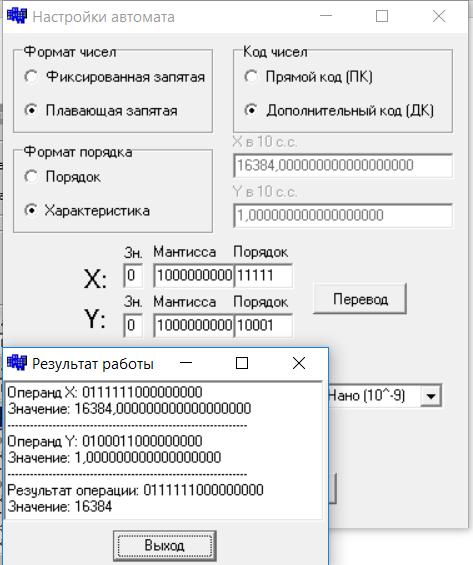 Настройки автомата
Формат чисел
Фиксированная запятая
Плавающая запятая
Код чисел
Прямой код (ПК)
Дополнительный код (ДК)
Формат порядка
Порядок
Характеристика
X в 10 с.с.
16384,000000000000000000
Y в 10 с.с.
1,000000000000000000
Зн. Мантисса Порядок
X: 0 1000000000 11111
Зн. Мантисса Порядок
Y: 0 1000000000 10001
Перевод
Нано (10^-9)
Результат работы
Операнд X: 0111111000000000
Значение: 16384,000000000000000000
--------------------------------------------------------
Операнд Y: 0100011000000000
Значение: 1,000000000000000000
--------------------------------------------------------
Результат операции: 0111111000000000
Значение: 16384
Выход